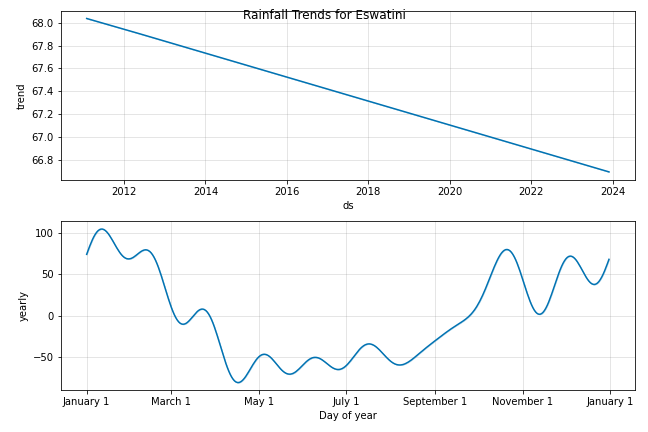 Rainfall Trends for Eswatini
68.0
67.8
67.6
67.4
67.2
67.0
66.8
trend
2012 2014 2016 2018 2020 2022 2024
ds
100
50
0
−50
yearly
January 1 March 1 May 1 July 1 September 1 November 1 January 1
Day of year